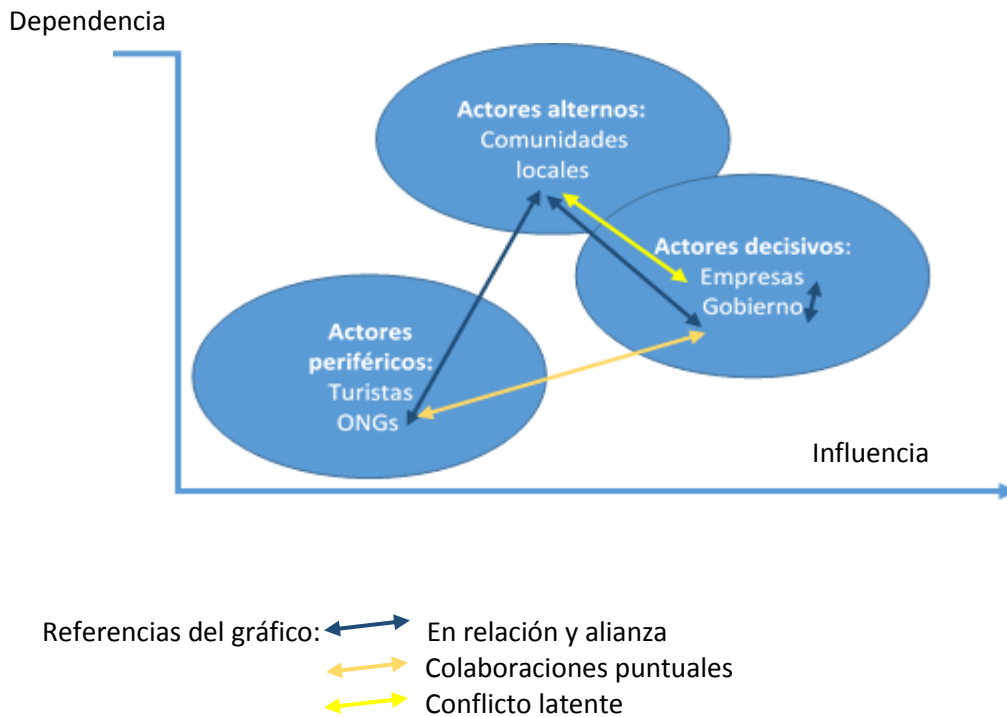 Dependencia
Actores alternos:
Comunidades
locales
Actores decisivos:
Empresas
Gobierno
Actores
periféricos:
Turistas
ONGs
Influencia
Referencias del gráfico:
En relación y alianza
Colaboraciones puntuales
Conflicto latente